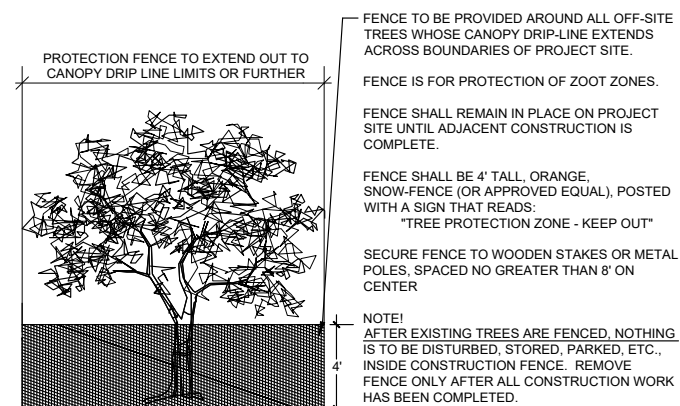 PROTECTION FENCE TO EXTEND OUT TO
CANOPY DRIP LINE LIMITS OR FURTHER
4'
FENCE TO BE PROVIDED AROUND ALL OFF-SITE
TREES WHOSE CANOPY DRIP-LINE EXTENDS
ACROSS BOUNDARIES OF PROJECT SITE.
FENCE IS FOR PROTECTION OF ZOOT ZONES.
FENCE SHALL REMAIN IN PLACE ON PROJECT
SITE UNTIL ADJACENT CONSTRUCTION IS
COMPLETE.
FENCE SHALL BE 4' TALL, ORANGE,
SNOW-FENCE (OR APPROVED EQUAL), POSTED
WITH A SIGN THAT READS:
"TREE PROTECTION ZONE - KEEP OUT"
SECURE FENCE TO WOODEN STAKES OR METAL
POLES, SPACED NO GREATER THAN 8' ON
CENTER
NOTE!
AFTER EXISTING TREES ARE FENCED, NOTHING
IS TO BE DISTURBED, STORED, PARKED, ETC.,
INSIDE CONSTRUCTION FENCE. REMOVE
FENCE ONLY AFTER ALL CONSTRUCTION WORK
HAS BEEN COMPLETED.